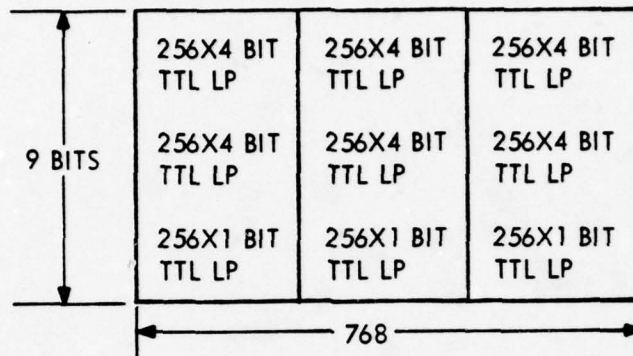 256X4 BIT 256X4 BIT 256X4 BIT
TTL LP TTL LP TTL LP
256X4 BIT 256X4 BIT 256X4 BIT
9 BITS
TTL LP TTL LP TTL LP
256X1 BIT 256X1 BIT 256X1 BIT
TTL LP TTL LP TTL LP
768